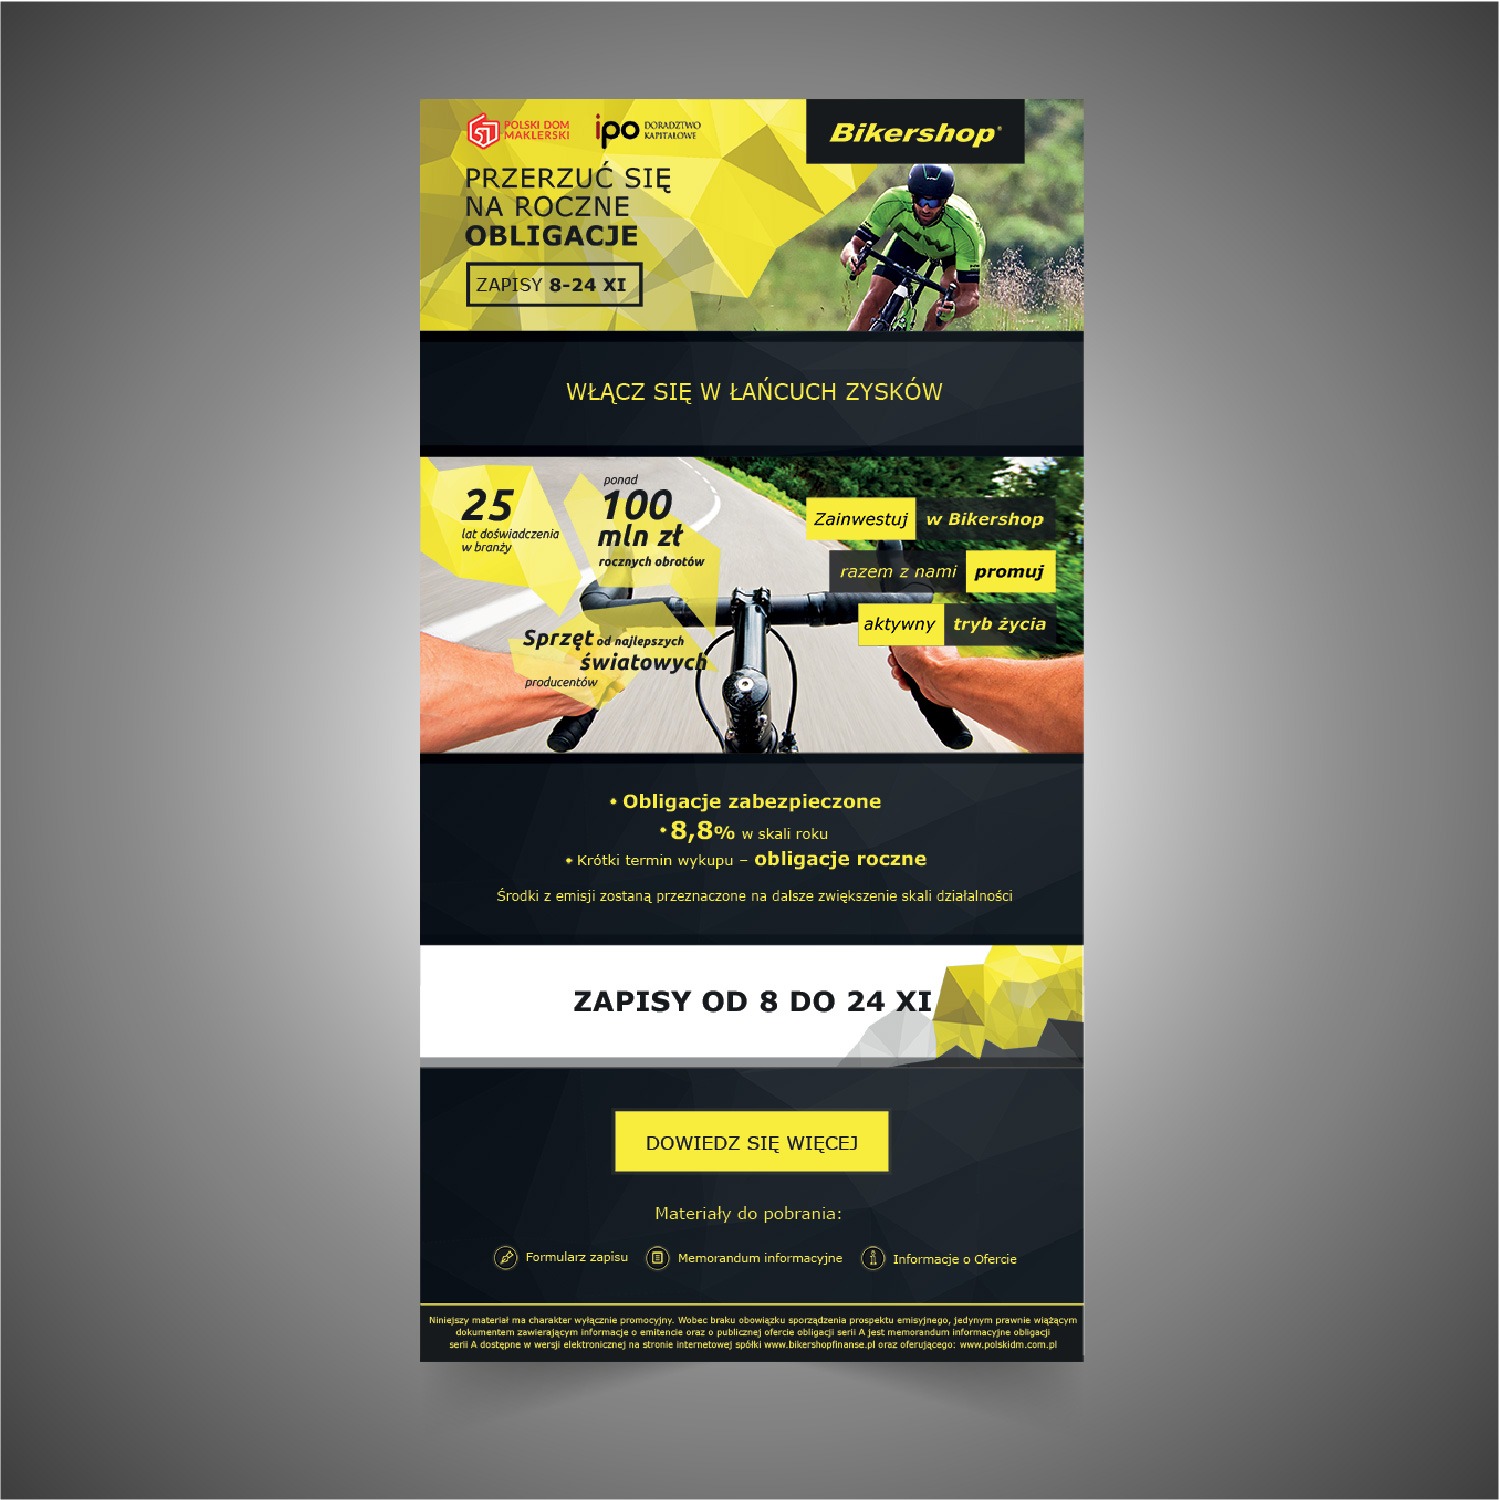 POLSKI DOM
MAKLERSKI
ipo DORADZTWO
KAPITAŁOWE
Bikershop®
PRZERZUĆ SIĘ
NA ROCZNE
OBLIGACJE
ZAPISY 8-24 XI
WŁĄCZ SIĘ W ŁAŃCUCH ZYSKÓW
25
lat doświadczenia
w branży
ponad
100
mln zł
rocznych obrotów
Sprzęt od najlepszych
światowych
producentów
Zainwestuj w Bikershop
razem z nami promuj
aktywny tryb życia
• Obligacje zabezpieczone
• 8,8% w skali roku
• Krótki termin wykupu – obligacje roczne
Środki z emisji zostaną przeznaczone na dalsze zwiększenie skali działalności
ZAPISY OD 8 DO 24 XI
DOWIEDZ SIĘ WIĘCEJ
Materiały do pobrania:
Formularz zapisu
Memorandum informacyjne
Informacje o Ofercie
Niniejszy materiał ma charakter wyłącznie promocyjny. Wobec braku obowiązku sporządzenia prospektu emisyjnego, jedynym prawnie wiążącym
dokumentem zawierającym informacje o emitencie oraz o publicznej ofercie obligacji serii A jest memorandum informacyjne obligacji
serii A dostępne w wersji elektronicznej na stronie internetowej spółki www.bikershopfinanse.pl oraz oferującego: www.polskidm.com.pl